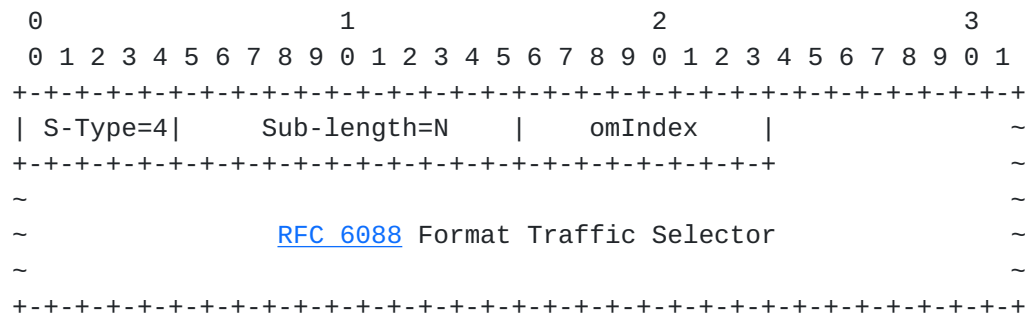 0                   1                   2                   3
 0 1 2 3 4 5 6 7 8 9 0 1 2 3 4 5 6 7 8 9 0 1 2 3 4 5 6 7 8 9 0 1
+-+-+-+-+-+-+-+-+-+-+-+-+-+-+-+-+-+-+-+-+-+-+-+-+-+-+-+-+-+-+-+-+
| S-Type=4|     Sub-length=N    |    omIndex    |               ~
+-+-+-+-+-+-+-+-+-+-+-+-+-+-+-+-+-+-+-+-+-+-+-+-+               ~
~                                                               ~
~                RFC 6088 Format Traffic Selector               ~
~                                                               ~
+-+-+-+-+-+-+-+-+-+-+-+-+-+-+-+-+-+-+-+-+-+-+-+-+-+-+-+-+-+-+-+-+